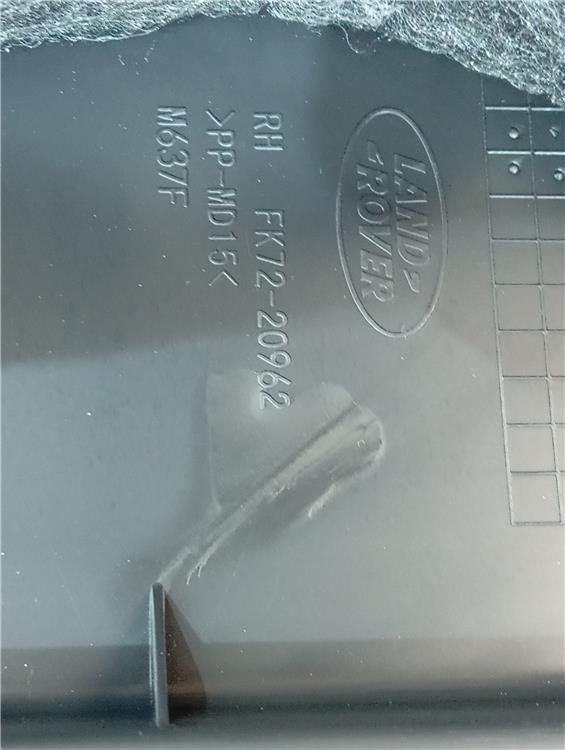 LAND
ROVER
RH FK72-20962
>PP-MD15<
M637F